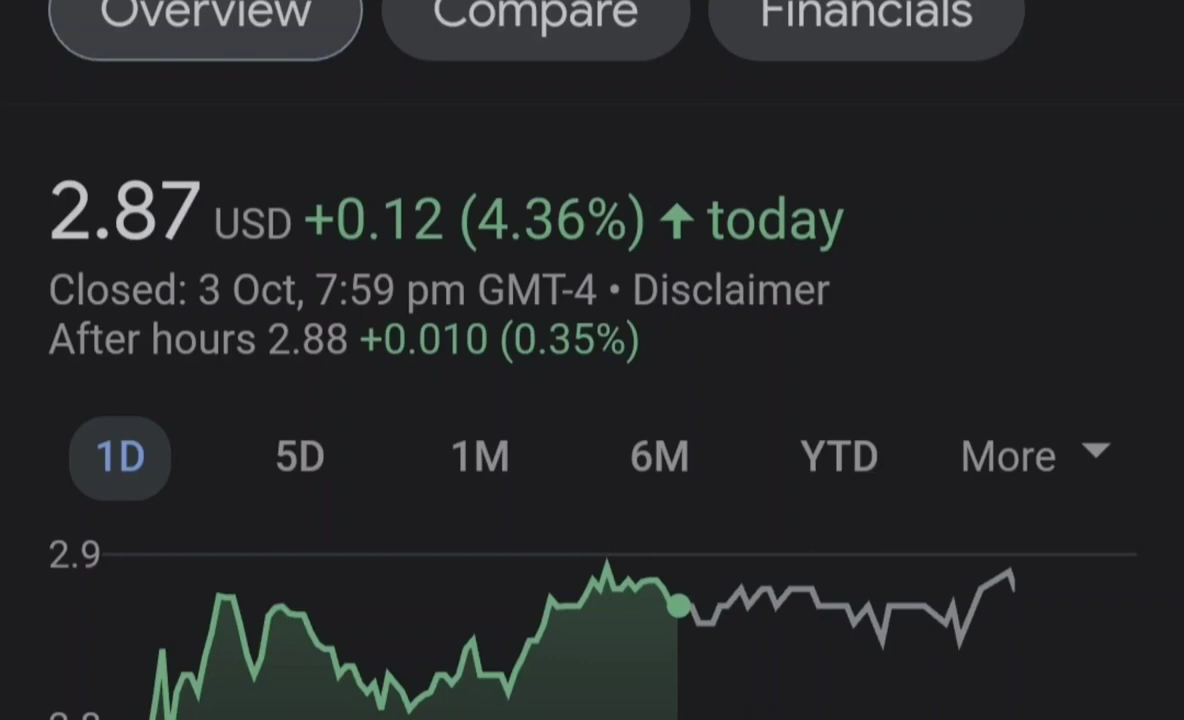 Overview Compare Financials
2.87 USD +0.12 (4.36%) ↑ today
Closed: 3 Oct, 7:59 pm GMT-4 • Disclaimer
After hours 2.88 +0.010 (0.35%)
1D 5D 1M 6M YTD More
2.9